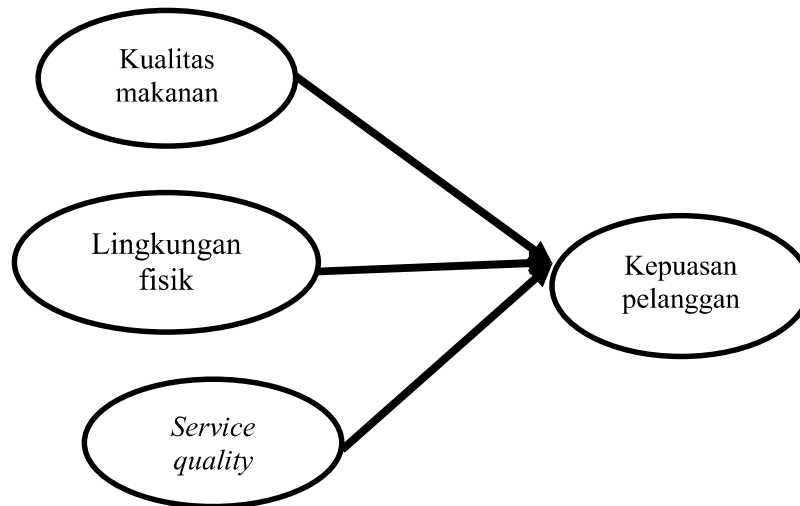 Kualitas
makanan
Lingkungan
fisik
Kepuasan
pelanggan
Service
quality